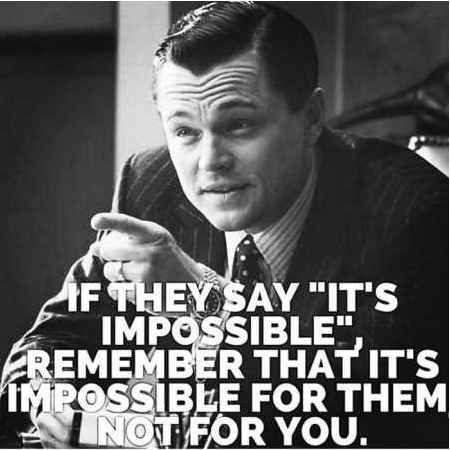 IF THEY SAY "IT'S
IMPOSSIBLE",
REMEMBER THAT IT'S
IMPOSSIBLE FOR THEM,
NOT FOR YOU.